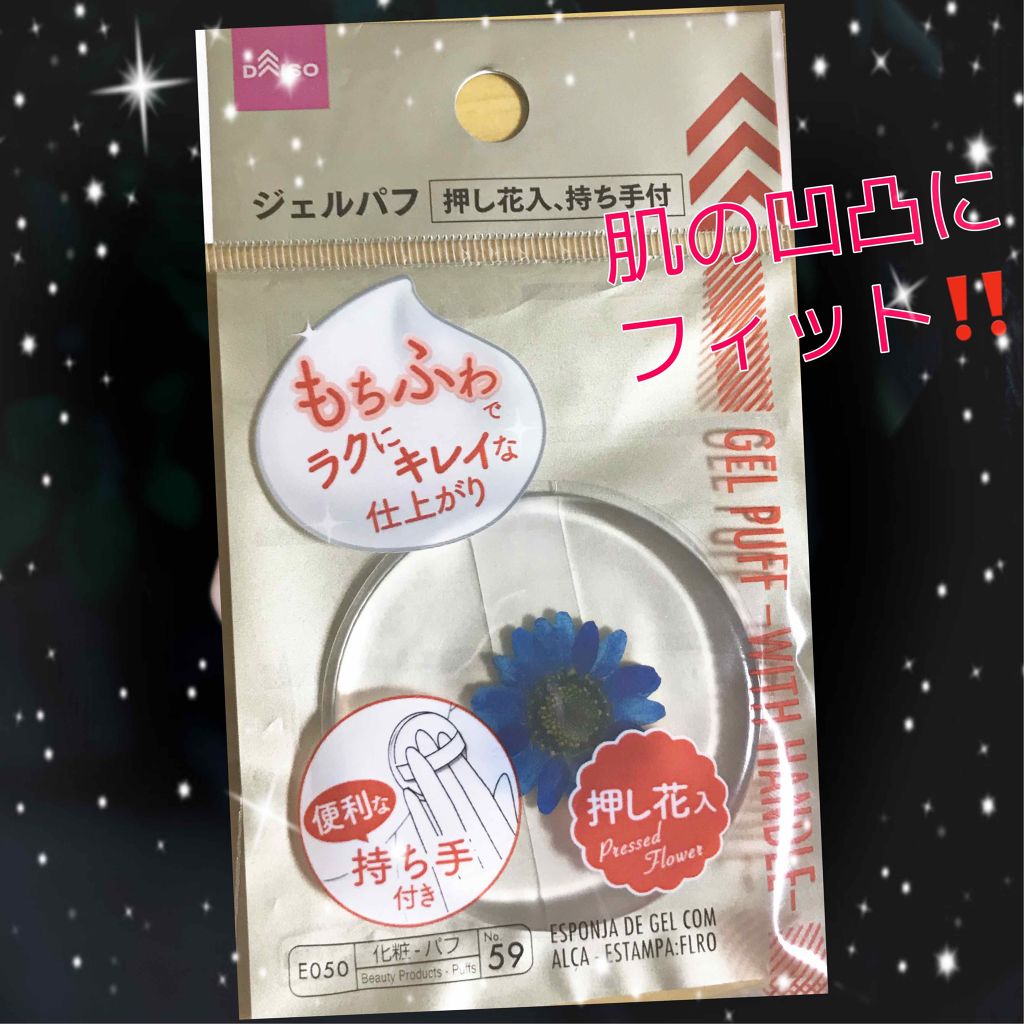 DAISO
ジェルパフ 押し花入、持ち手付
肌の凹凸に
フィット‼
もちふわで
ラクにキレイな
仕上がり
GEL PUFF -WITH HANDLE-
便利な
持ち手
付き
押し花入
Pressed
Flower
E050 化粧-パフ No. 59
Beauty Products - Puffs
ESPONJA DE GEL COM
ALÇA - ESTAMPA:FLRO